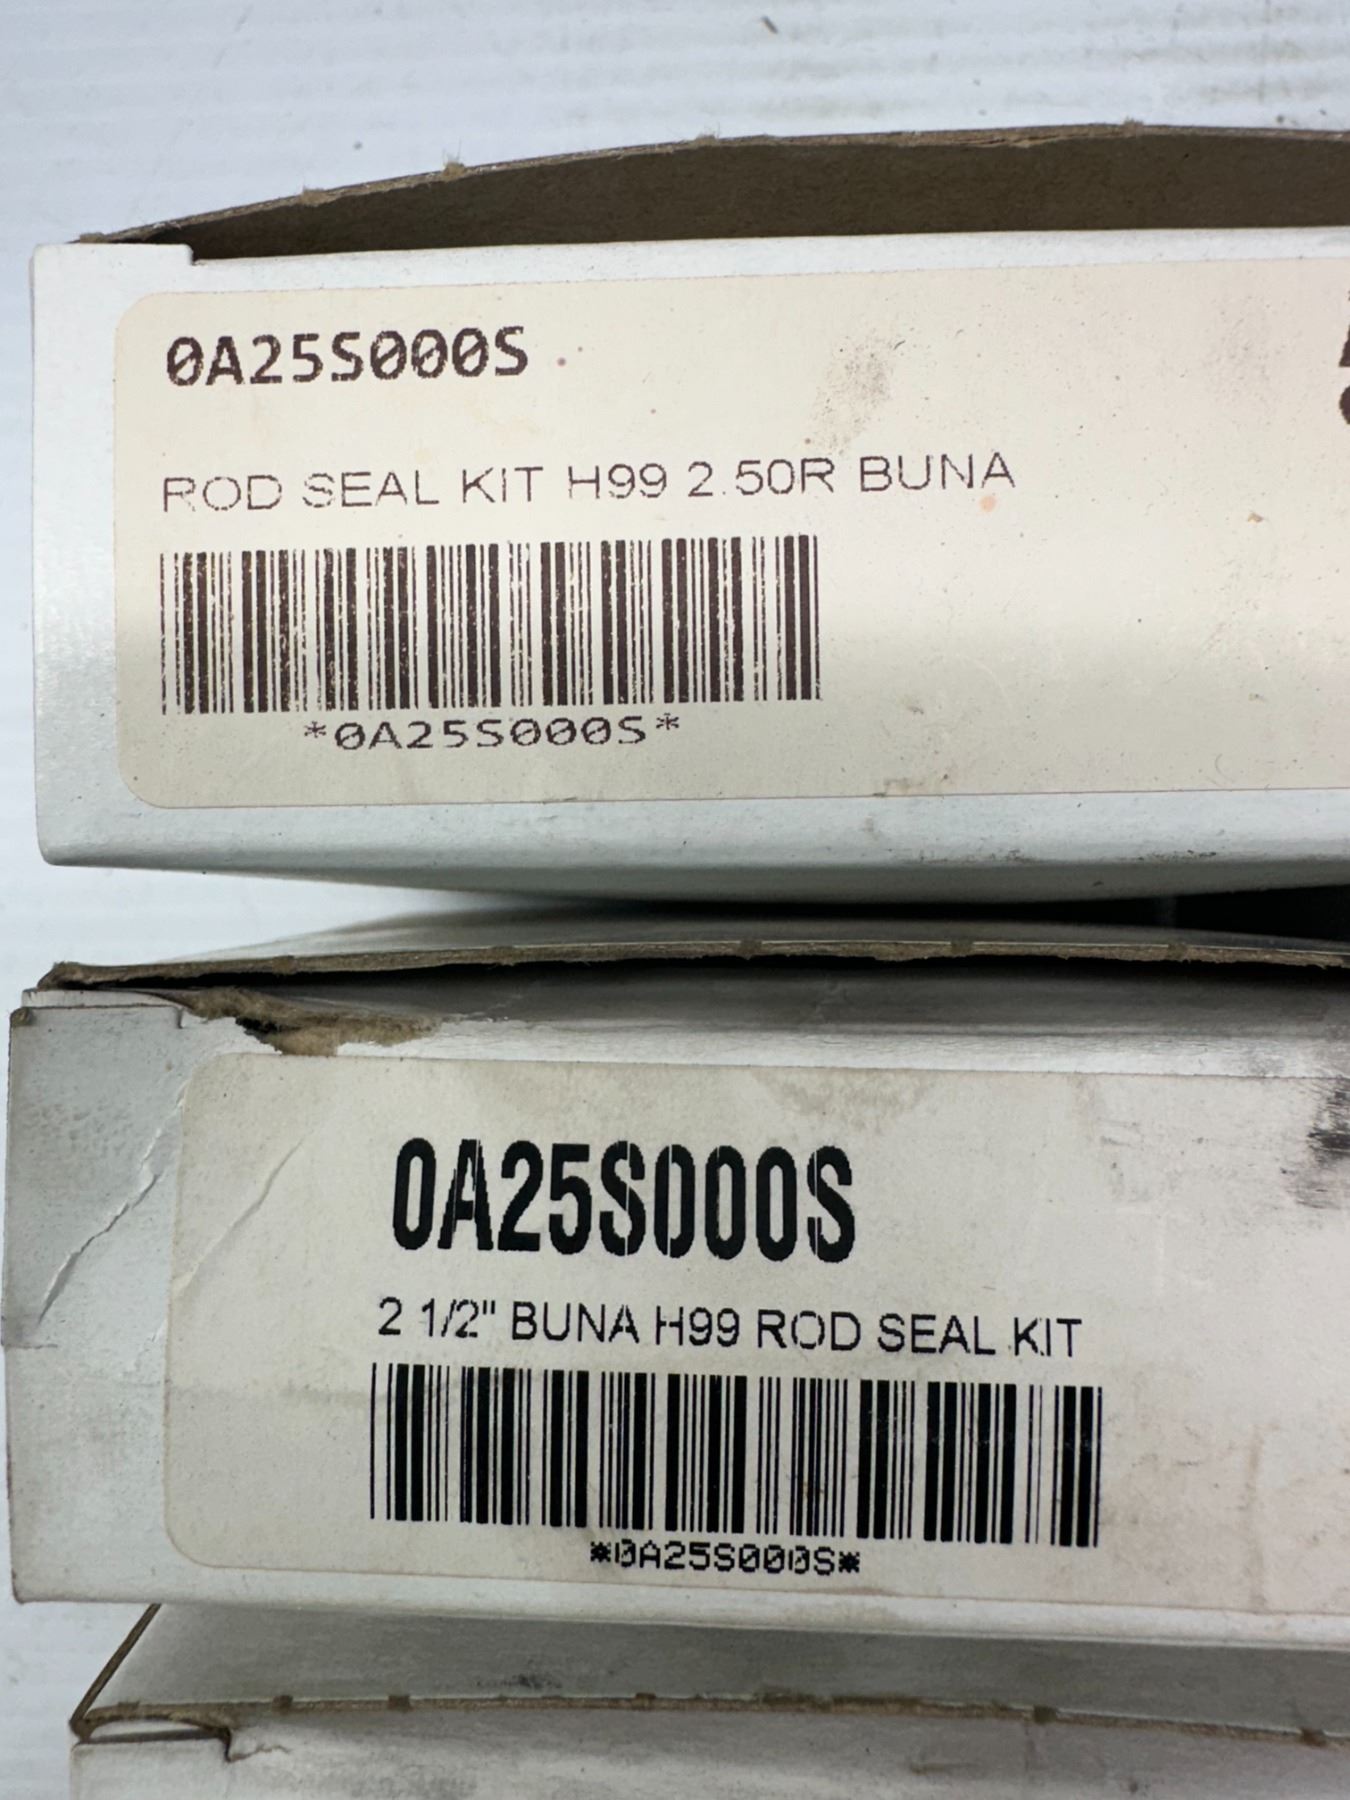 0A25S000S
ROD SEAL KIT H99 2.50R BUNA
*0A25S000S*
0A25S000S
2 1/2" BUNA H99 ROD SEAL KIT
*0A25S000S*